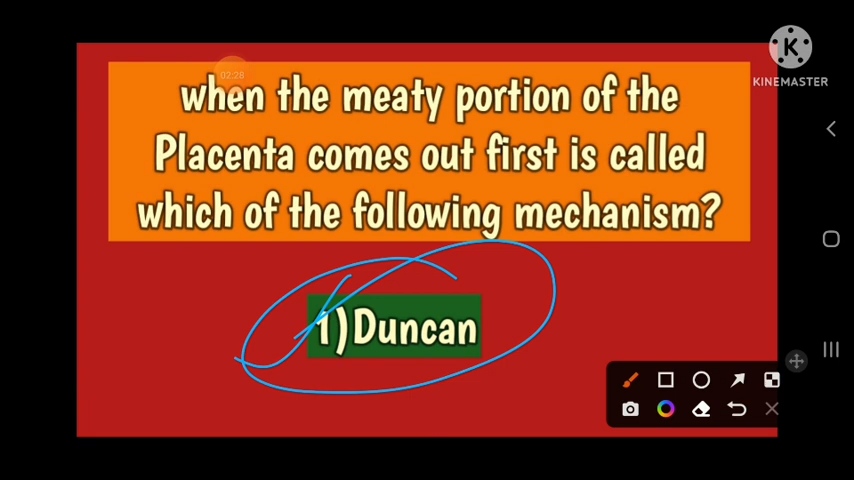 02:28
KINEMASTER
when the meaty portion of the
Placenta comes out first is called
which of the following mechanism?
1)Duncan